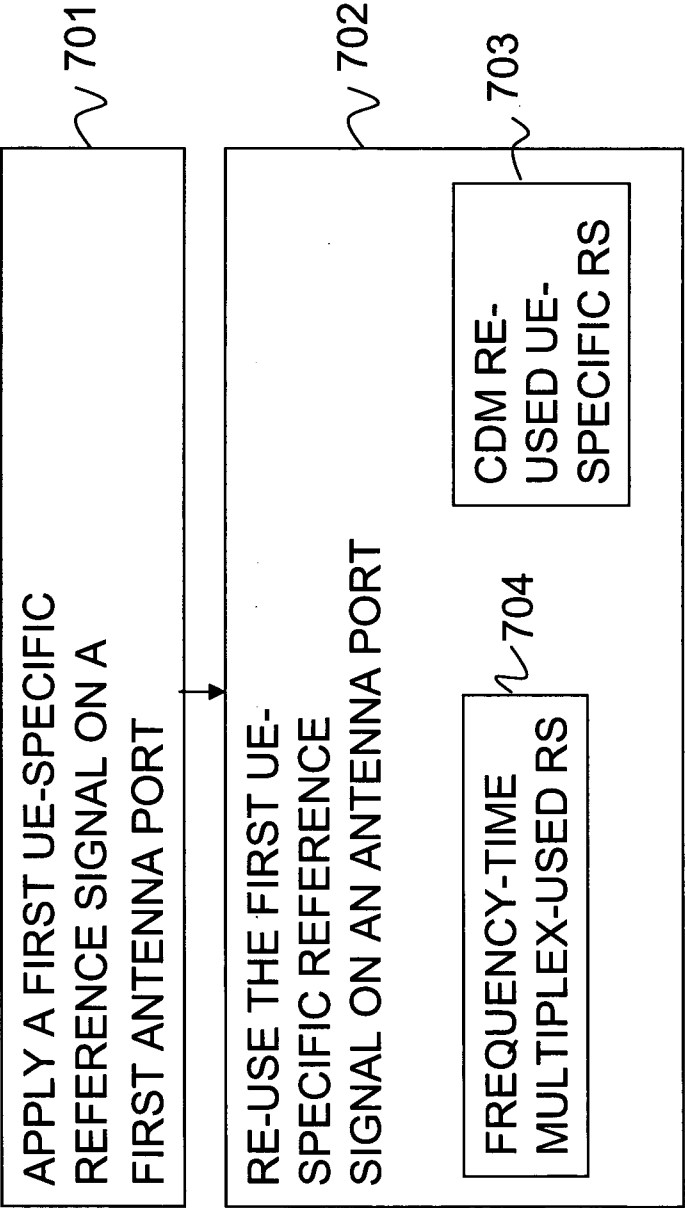 APPLY A FIRST UE-SPECIFIC
REFERENCE SIGNAL ON A
FIRST ANTENNA PORT
701
RE-USE THE FIRST UE-
SPECIFIC REFERENCE
SIGNAL ON AN ANTENNA PORT
702
FREQUENCY-TIME
MULTIPLEX-USED RS
704
CDM RE-
USED UE-
SPECIFIC RS
703